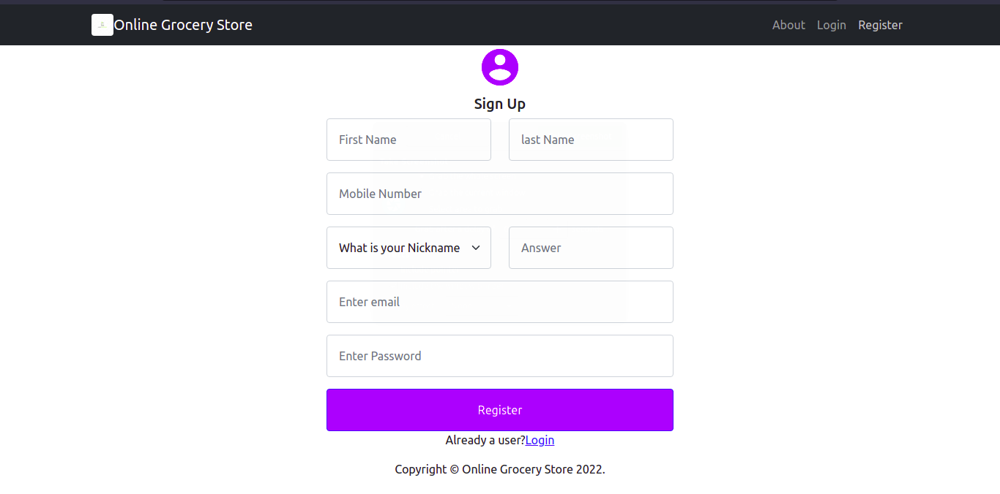 Online Grocery Store
About Login Register
Sign Up
First Name last Name
Mobile Number
What is your Nickname Answer
Enter email
Enter Password
Register
Already a user?Login
Copyright © Online Grocery Store 2022.